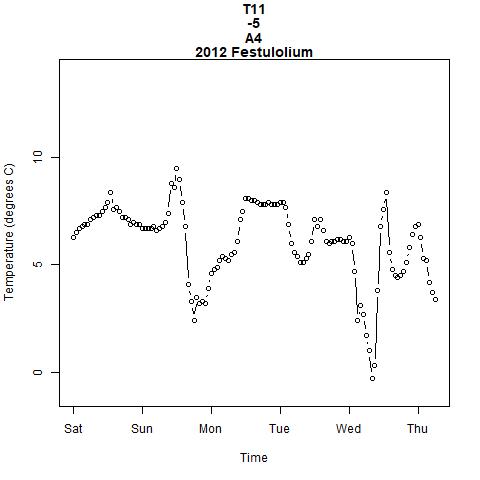 T11
-5
A4
2012 Festulolium
Temperature (degrees C)
10
5
0
Sat Sun Mon Tue Wed Thu
Time